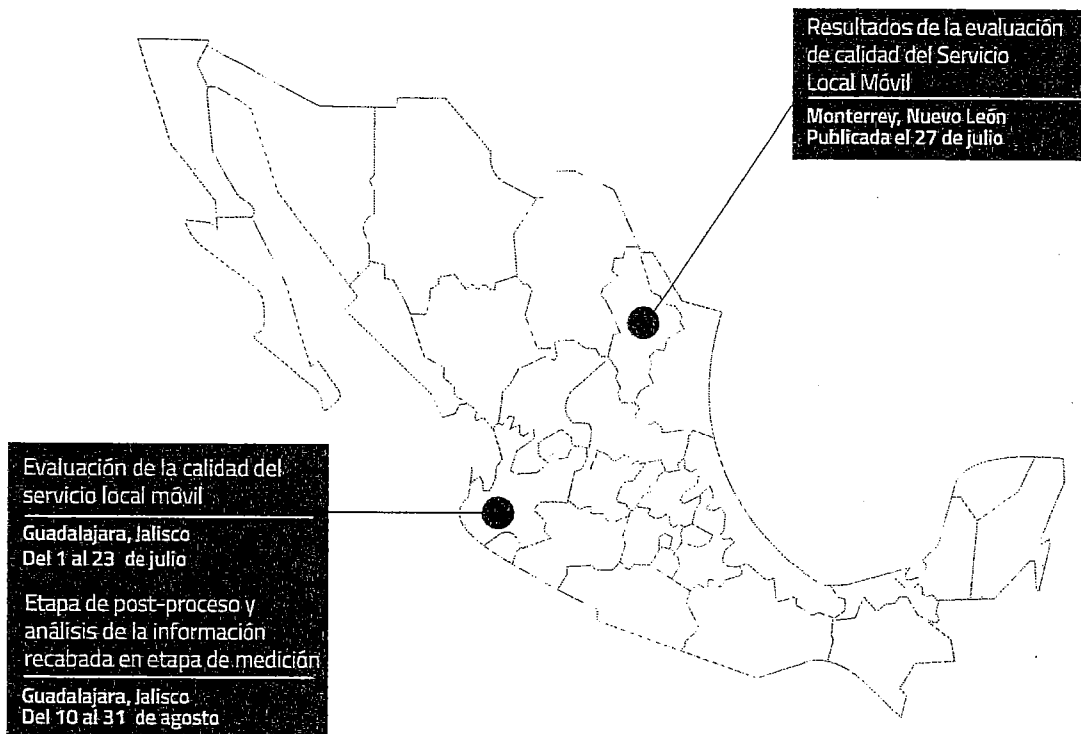 Resultados de la evaluación
de calidad del Servicio
Local Móvil
Monterrey, Nuevo León
Publicada el 27 de julio
Evaluación de la calidad del
servicio local móvil
Guadalajara, Jalisco
Del 1 al 23 de julio
Etapa de post-proceso y
análisis de la información
recabada en etapa de medición
Guadalajara, Jalisco
Del 10 al 31 de agosto